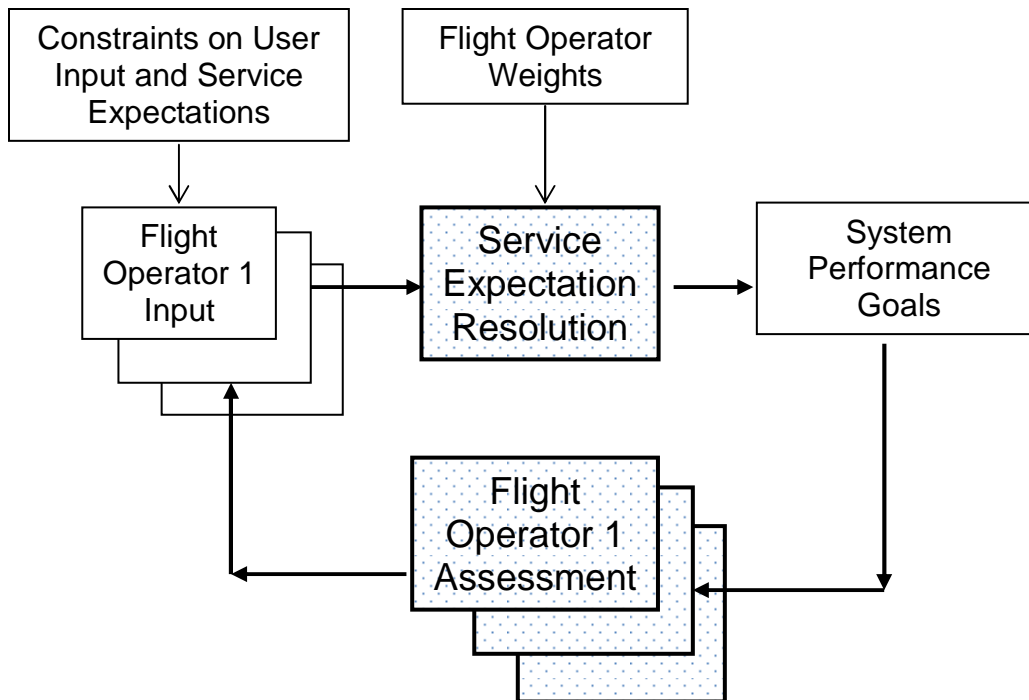 Constraints on User
Input and Service
Expectations
Flight Operator
Weights
Flight
Operator 1
Input
Service
Expectation
Resolution
System
Performance
Goals
Flight
Operator 1
Assessment